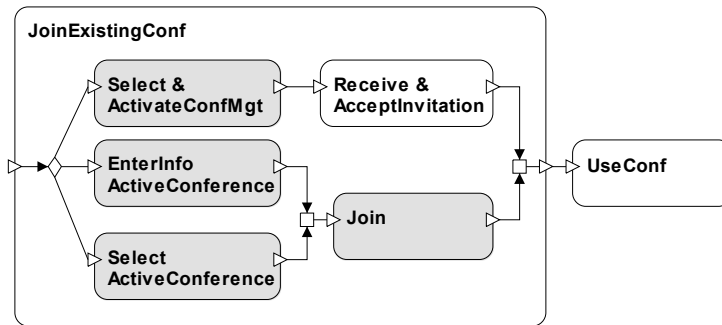 JoinExistingConf
Select &
ActivateConfMgt
Receive &
AcceptInvitation
EnterInfo
ActiveConference
UseConf
Join
Select
ActiveConference